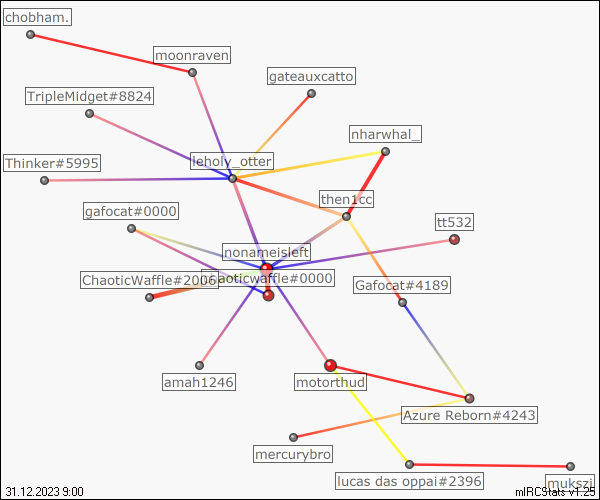 chobham.
moonraven
gateauxcatto
TripleMidget#8824
nharwhal_
Thinker#5995
leholy_otter
then1cc
gafocat#0000
tt532
nonameisleft
ChaoticWaffle#2006
chaoticwaffle#0000
Gafocat#4189
amah1246
motorthud
Azure Reborn#4243
mercurybro
lucas das oppai#2396
mukszi
31.12.2023 9:00
mIRCStats v1.25